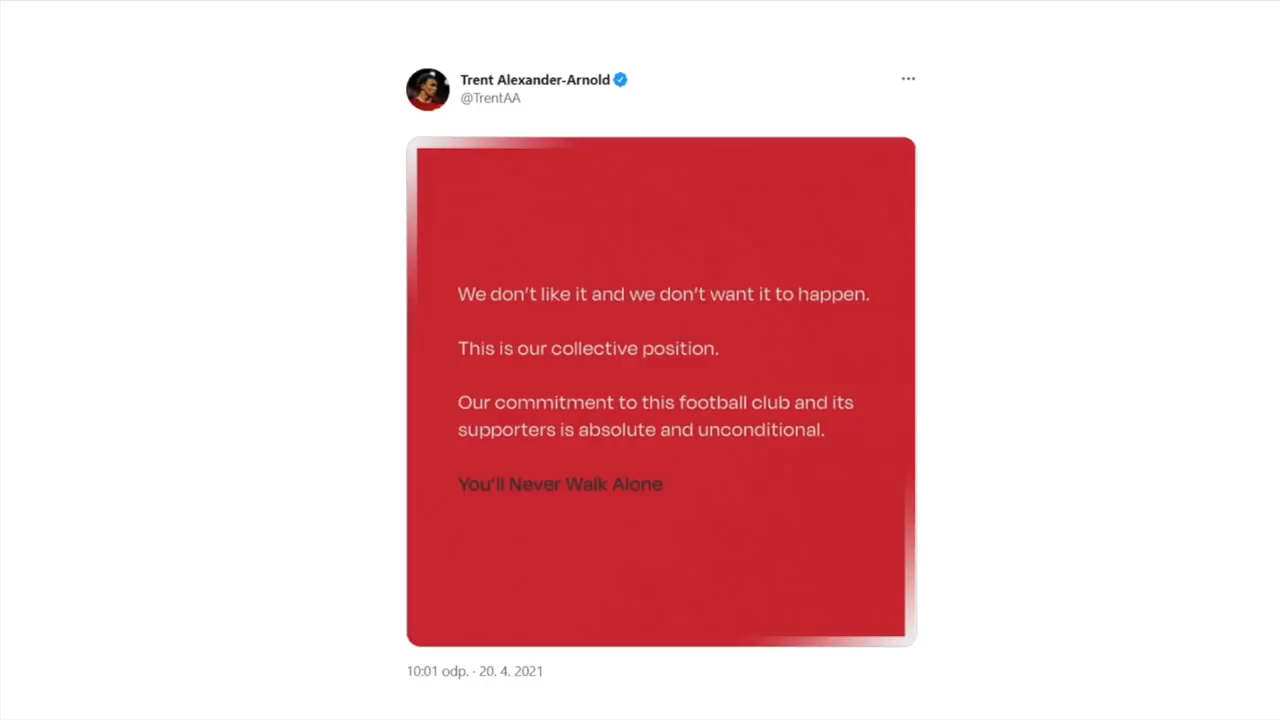 Trent Alexander-Arnold
@TrentAA
We don't like it and we don't want it to happen.
This is our collective position.
Our commitment to this football club and its
supporters is absolute and unconditional.
You'll Never Walk Alone
10:01 odp. · 20. 4. 2021